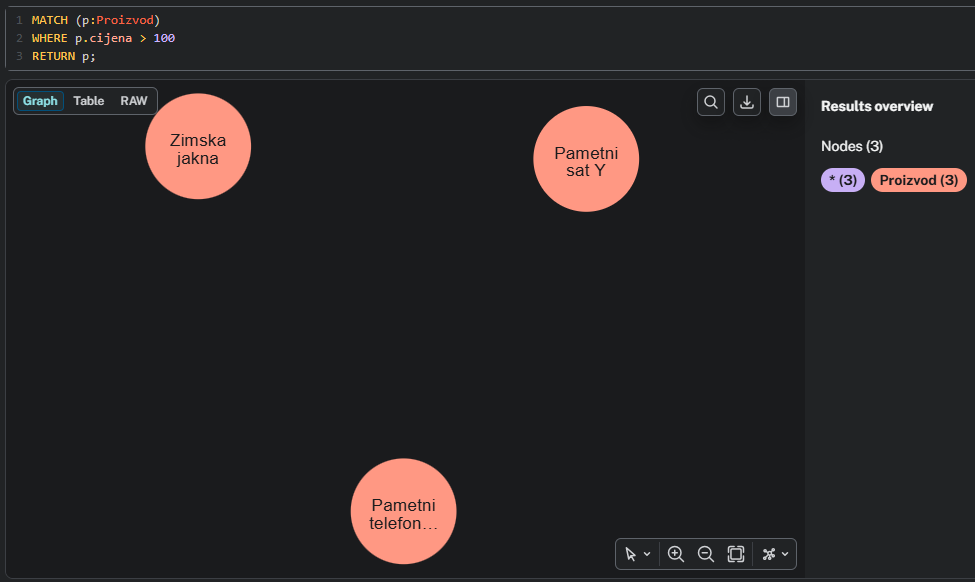 1 MATCH (p:Proizvod)
2 WHERE p.cijena > 100
3 RETURN p;
Graph Table RAW
Zimska
jakna
Pametni
sat Y
Pametni
telefon...
Results overview
Nodes (3)
* (3) Proizvod (3)